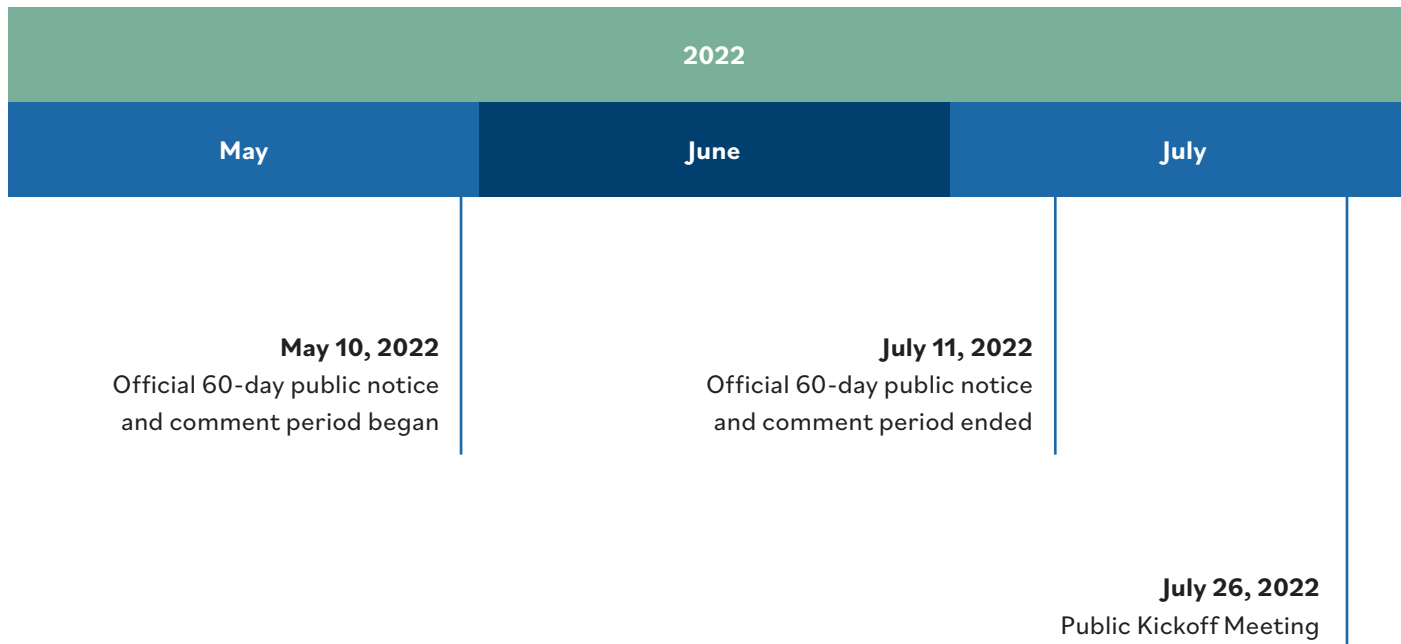 2022
May
June
July
May 10, 2022
Official 60-day public notice
and comment period began
July 11, 2022
Official 60-day public notice
and comment period ended
July 26, 2022
Public Kickoff Meeting